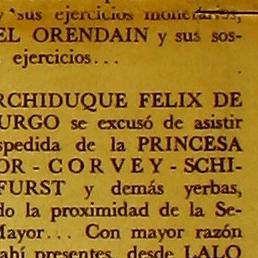 y sus ejercicios monetarios,
EL ORENDAIN y sus sos-
ejercicios...
RCHIDUQUE FELIX DE
URGO se excusó de asistir
spedida de la PRINCESA
OR - CORVEY - SCHI-
FURST y demás yerbas,
do la proximidad de la Se-
Mayor... Con mayor razón
ahí presentes, desde LALO